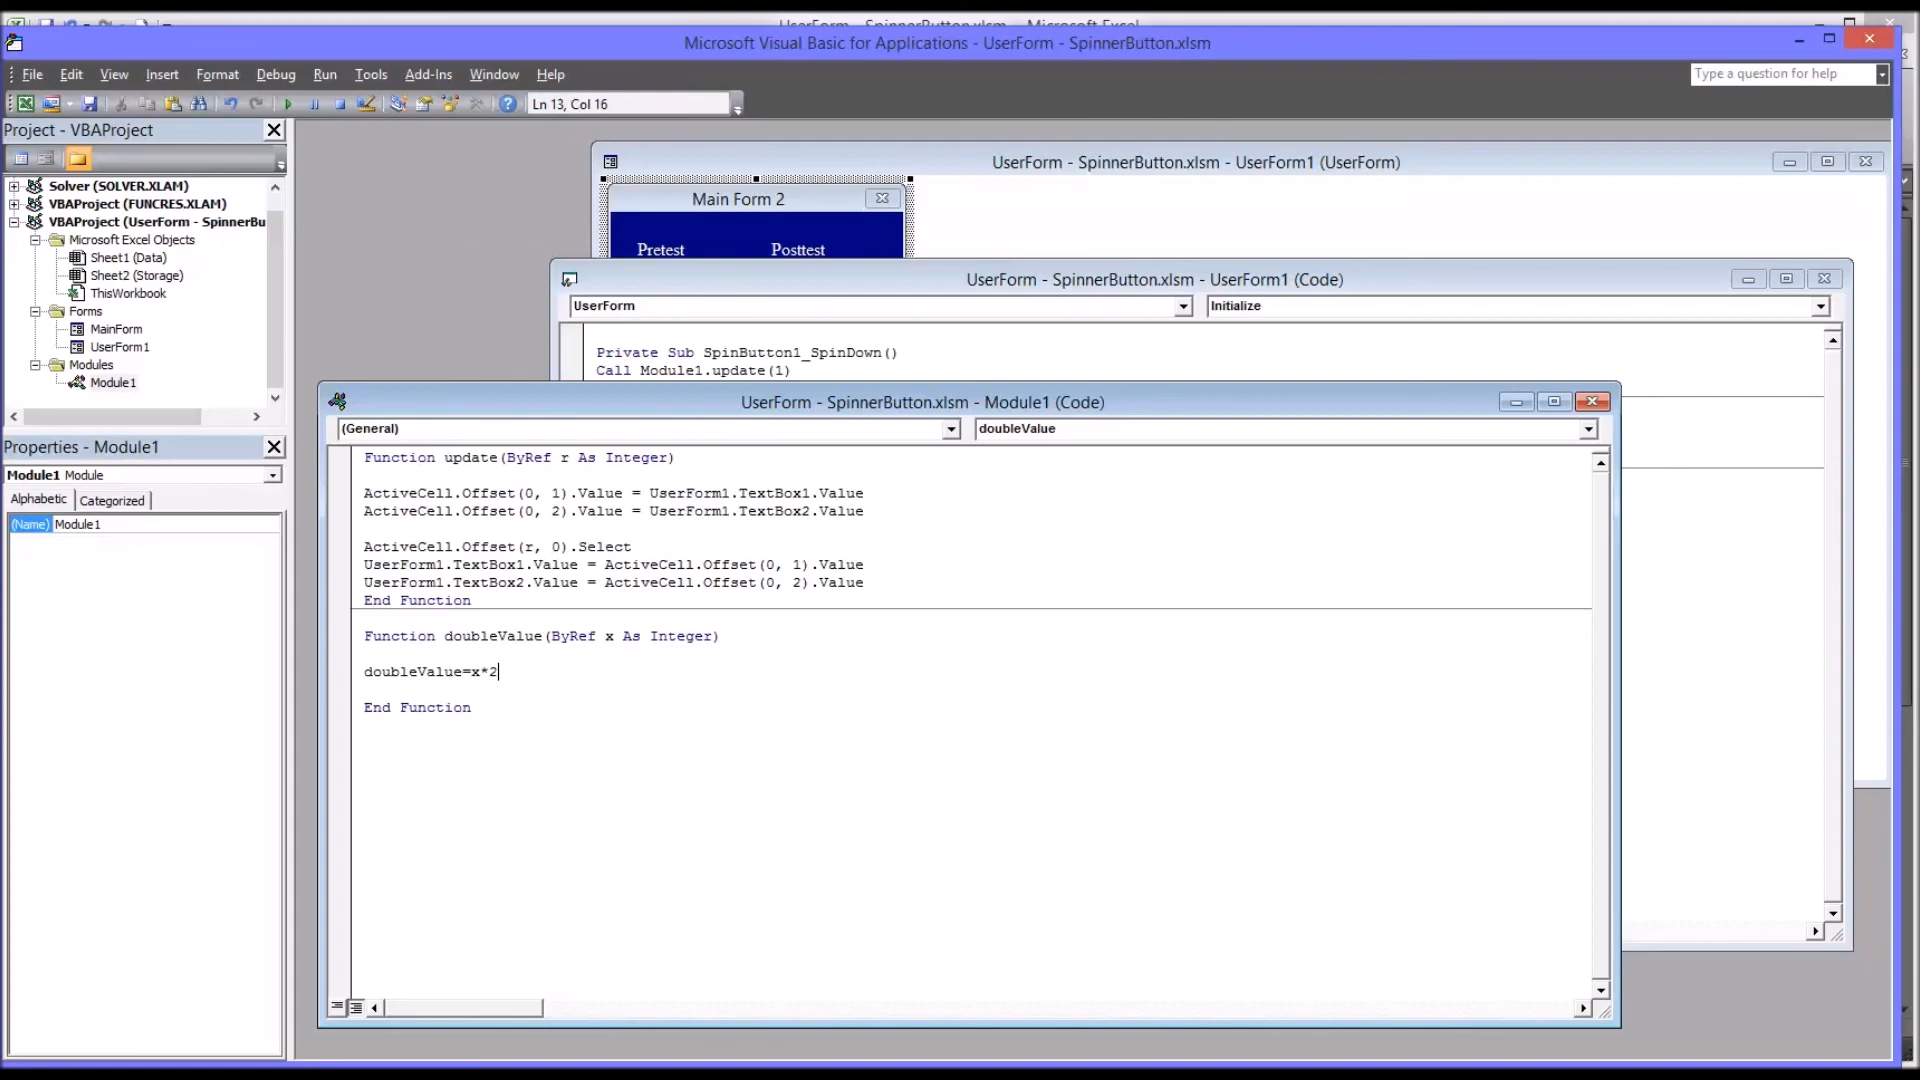 UserForm - SpinnerButton.xlsm - Microsoft Excel
Microsoft Visual Basic for Applications - UserForm - SpinnerButton.xlsm
File Edit View Insert Format Debug Run Tools Add-Ins Window Help
Type a question for help
Ln 13, Col 16
Project - VBAProject
Solver (SOLVER.XLAM)
VBAProject (FUNCRES.XLAM)
VBAProject (UserForm - SpinnerBu
Microsoft Excel Objects
Sheet1 (Data)
Sheet2 (Storage)
ThisWorkbook
Forms
MainForm
UserForm1
Modules
Module1
Properties - Module1
Module1 Module
Alphabetic Categorized
(Name) Module1
UserForm - SpinnerButton.xlsm - UserForm1 (UserForm)
Main Form 2
Pretest Posttest
UserForm - SpinnerButton.xlsm - UserForm1 (Code)
UserForm Initialize
Private Sub SpinButton1_SpinDown()
Call Module1.update(1)
UserForm - SpinnerButton.xlsm - Module1 (Code)
(General) doubleValue
Function update(ByRef r As Integer)
ActiveCell.Offset(0, 1).Value = UserForm1.TextBox1.Value
ActiveCell.Offset(0, 2).Value = UserForm1.TextBox2.Value
ActiveCell.Offset(r, 0).Select
UserForm1.TextBox1.Value = ActiveCell.Offset(0, 1).Value
UserForm1.TextBox2.Value = ActiveCell.Offset(0, 2).Value
End Function
Function doubleValue(ByRef x As Integer)
doubleValue=x*2
End Function